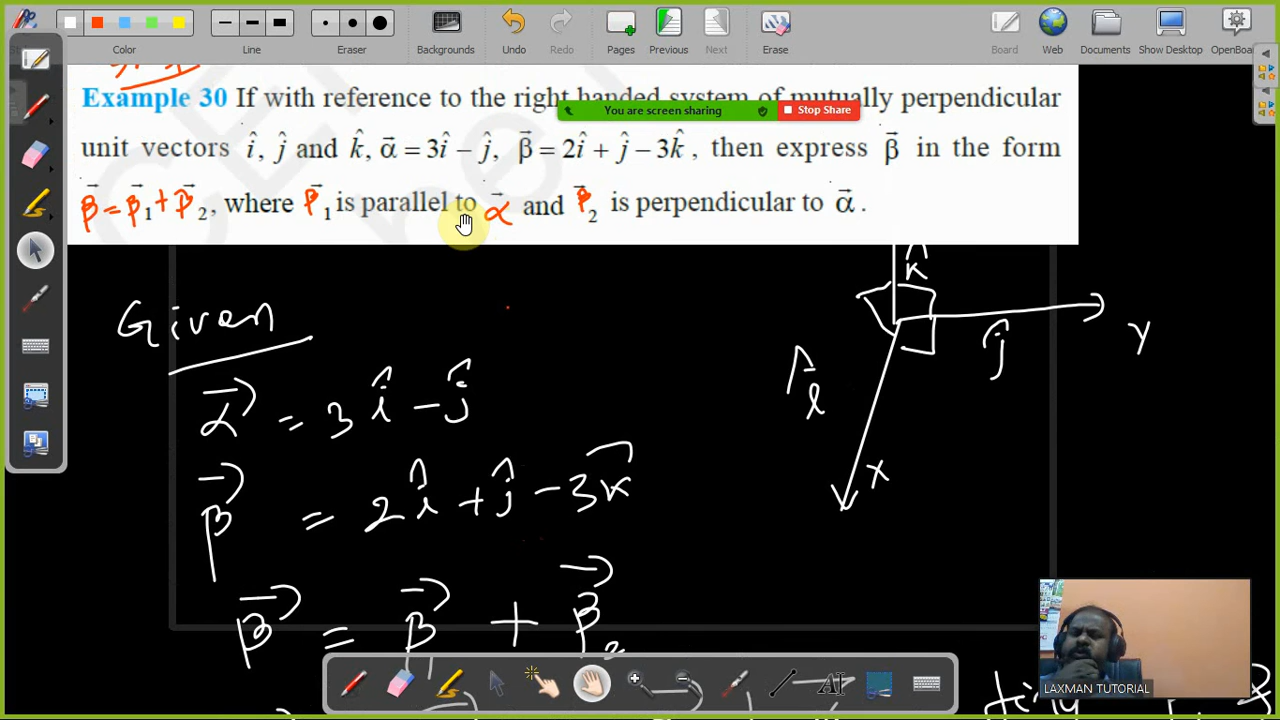 Color Line Eraser Backgrounds Undo Redo Pages Previous Next Erase Board Web Documents Show Desktop OpenBoard
Example 30 If with reference to the right handed system of mutually perpendicular
You are screen sharing Stop Share
unit vectors î, ĵ and k̂, α⃗ = 3î − ĵ, β⃗ = 2î + ĵ − 3k̂, then express β⃗ in the form
β⃗ = β⃗₁ + β⃗₂, where β⃗₁ is parallel to α⃗ and β⃗₂ is perpendicular to α⃗.
k̂
Given
ĵ
Y
î
α⃗ = 3î − ĵ
X
β⃗ = 2î + ĵ − 3k̂
β⃗ = β⃗₁ + β⃗₂
LAXMAN TUTORIAL